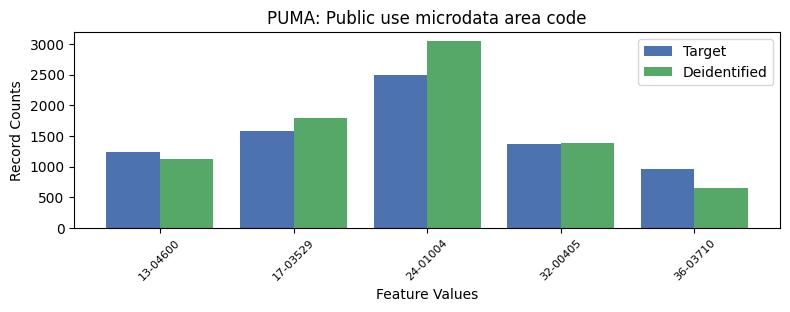 PUMA: Public use microdata area code
Target
Deidentified
Record Counts
3000
2500
2000
1500
1000
500
0
13-04600
17-03529
24-01004
32-00405
36-03710
Feature Values